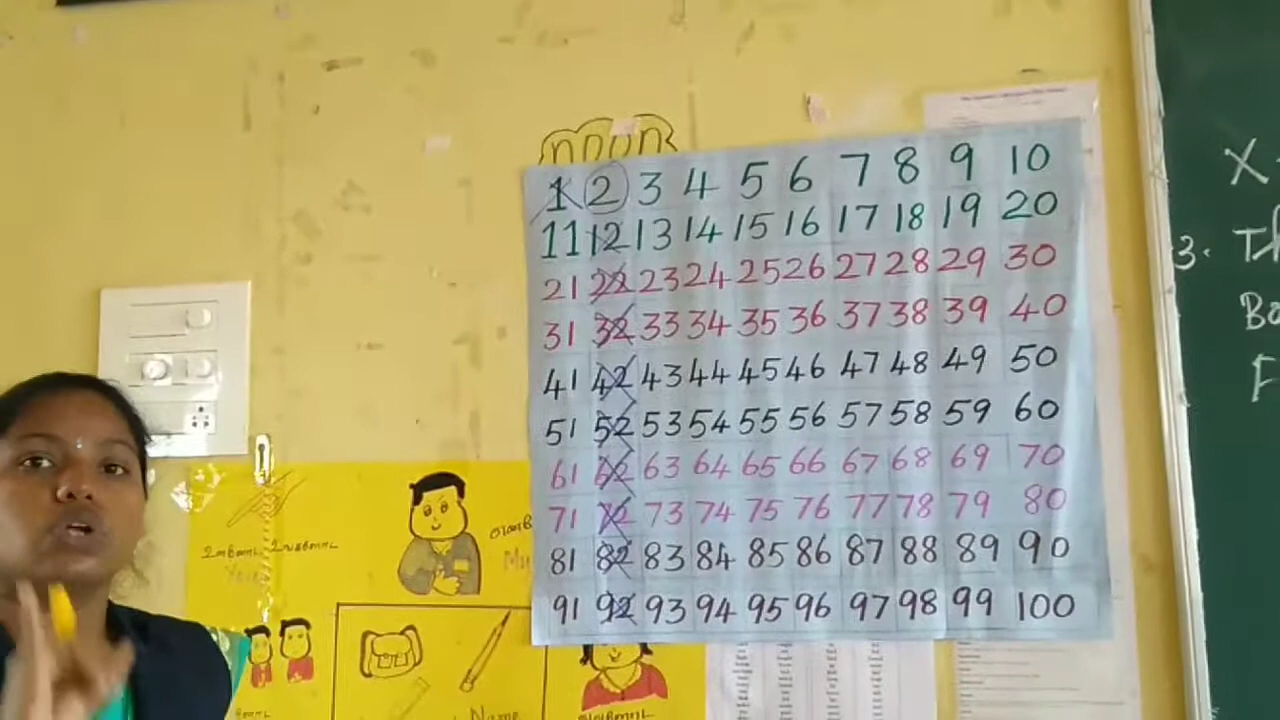 noun
1 2 3 4 5 6 7 8 9 10
11 12 13 14 15 16 17 18 19 20
21 22 23 24 25 26 27 28 29 30
31 32 33 34 35 36 37 38 39 40
41 42 43 44 45 46 47 48 49 50
51 52 53 54 55 56 57 58 59 60
61 62 63 64 65 66 67 68 69 70
71 72 73 74 75 76 77 78 79 80
81 82 83 84 85 86 87 88 89 90
91 92 93 94 95 96 97 98 99 100
X
3. Th
Ba
F
Your
My
Name